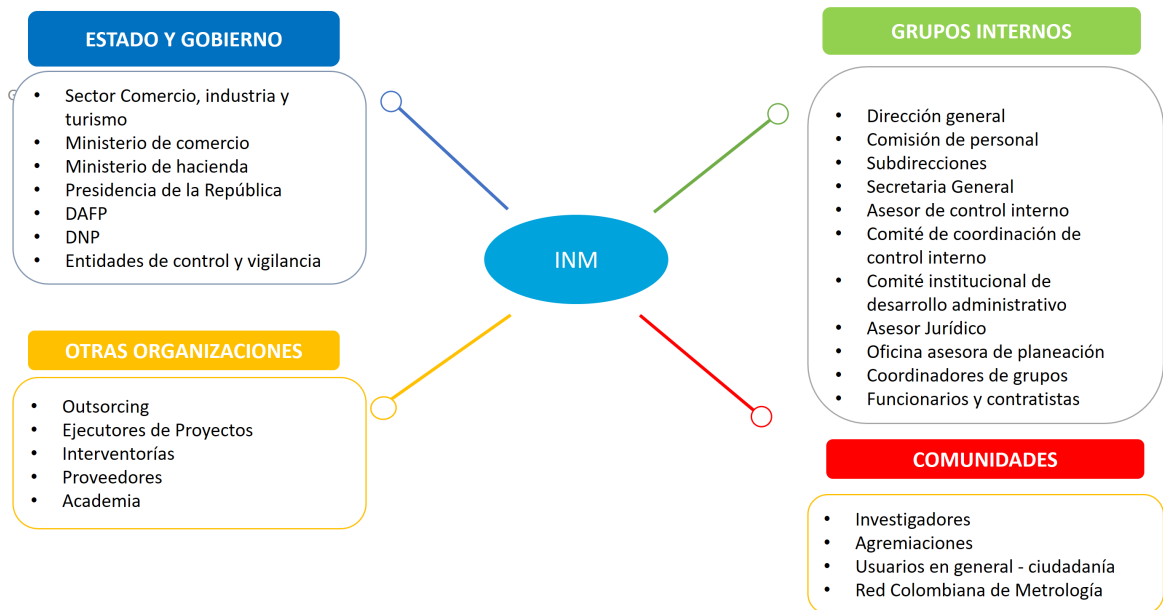 ESTADO Y GOBIERNO
G
• Sector Comercio, industria y
turismo
• Ministerio de comercio
• Ministerio de hacienda
• Presidencia de la República
• DAFP
• DNP
• Entidades de control y vigilancia
GRUPOS INTERNOS
• Dirección general
• Comisión de personal
• Subdirecciones
• Secretaria General
• Asesor de control interno
• Comité de coordinación de
control interno
• Comité institucional de
desarrollo administrativo
• Asesor Jurídico
• Oficina asesora de planeación
• Coordinadores de grupos
• Funcionarios y contratistas
INM
OTRAS ORGANIZACIONES
• Outsorcing
• Ejecutores de Proyectos
• Interventorías
• Proveedores
• Academia
COMUNIDADES
• Investigadores
• Agremiaciones
• Usuarios en general - ciudadanía
• Red Colombiana de Metrología